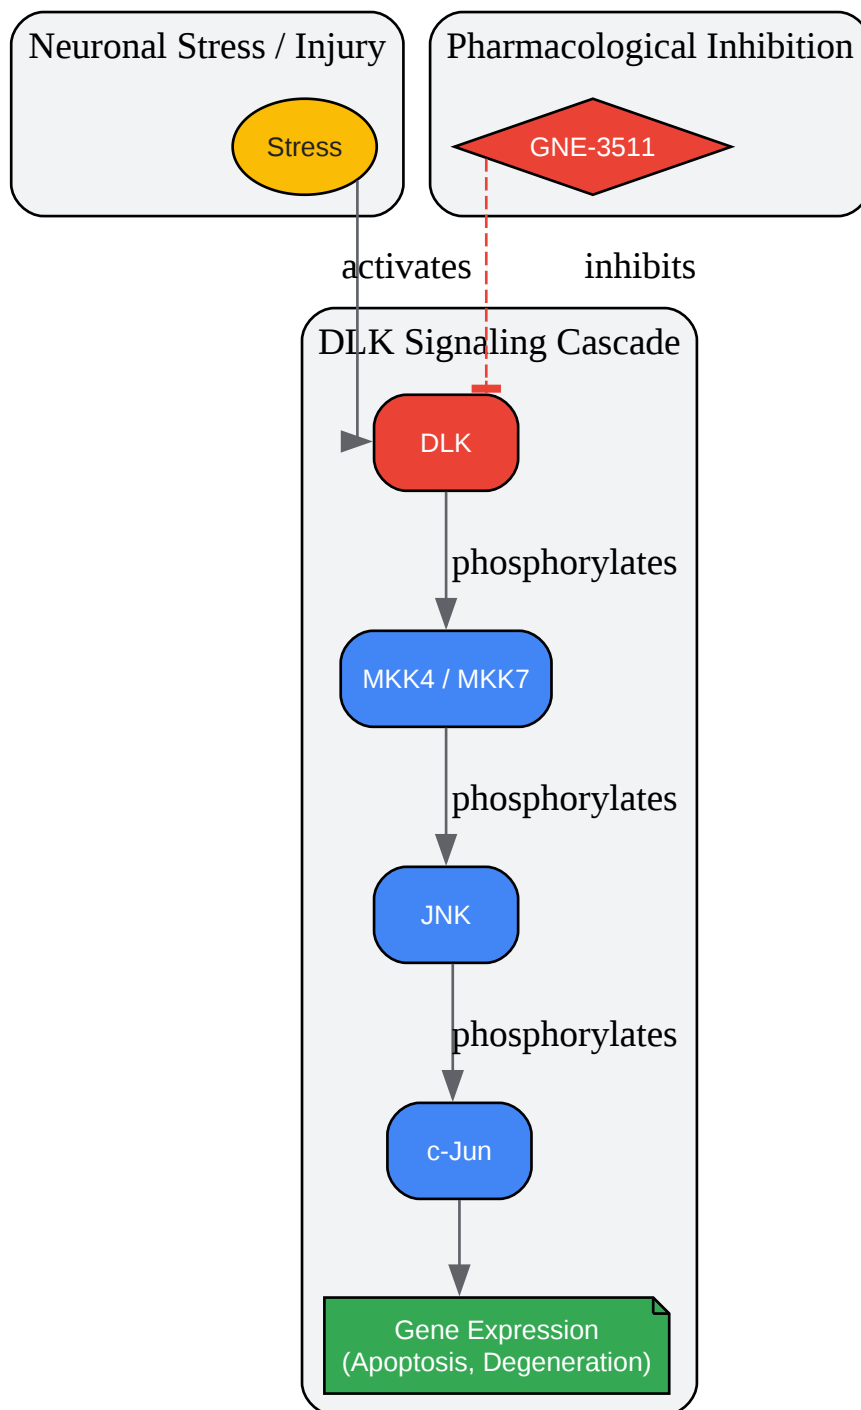 Neuronal Stress / Injury
Pharmacological Inhibition
Stress
GNE-3511
activates
inhibits
DLK Signaling Cascade
DLK
phosphorylates
MKK4 / MKK7
phosphorylates
JNK
phosphorylates
c-Jun
Gene Expression
(Apoptosis, Degeneration)